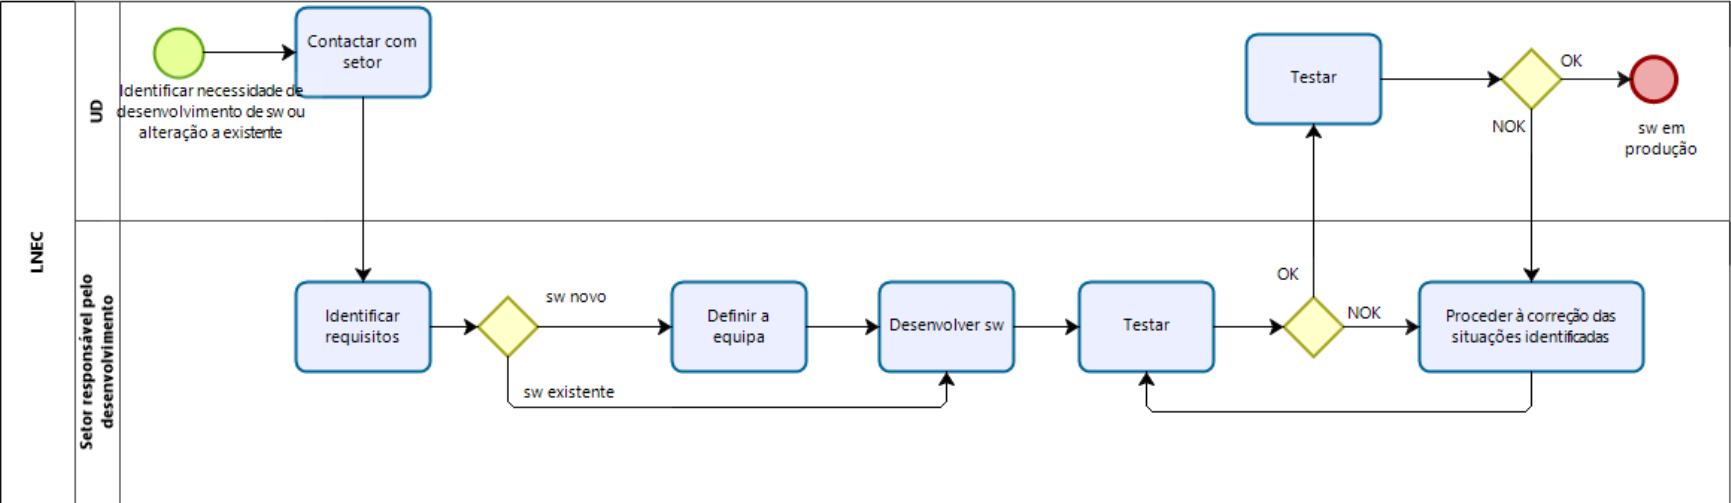 LNEC
UD
Contactar com
setor
Identificar necessidade de
desenvolvimento de sw ou
alteração a existente
Testar
OK
NOK
sw em
produção
Setor responsável pelo
desenvolvimento
Identificar
requisitos
sw novo
sw existente
Definir a
equipa
Desenvolver sw
Testar
OK
NOK
Proceder à correção das
situações identificadas